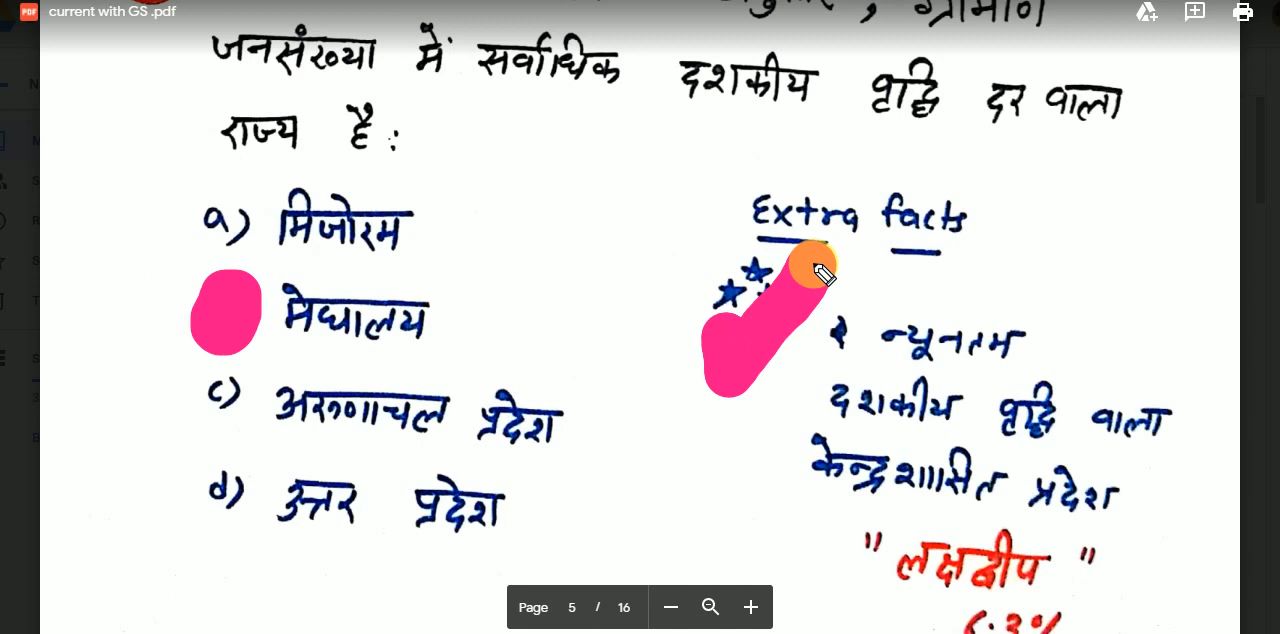 current with GS .pdf
ग्रामीण
जनसंख्या में सर्वाधिक दशकीय वृद्धि दर वाला
राज्य है :
a) मिजोरम
मेघालय
c) अरुणाचल प्रदेश
d) उत्तर प्रदेश
Extra facts
न्यूनतम
दशकीय वृद्धि वाला
केन्द्रशासित प्रदेश
" लक्षद्वीप "
Page 5 / 16